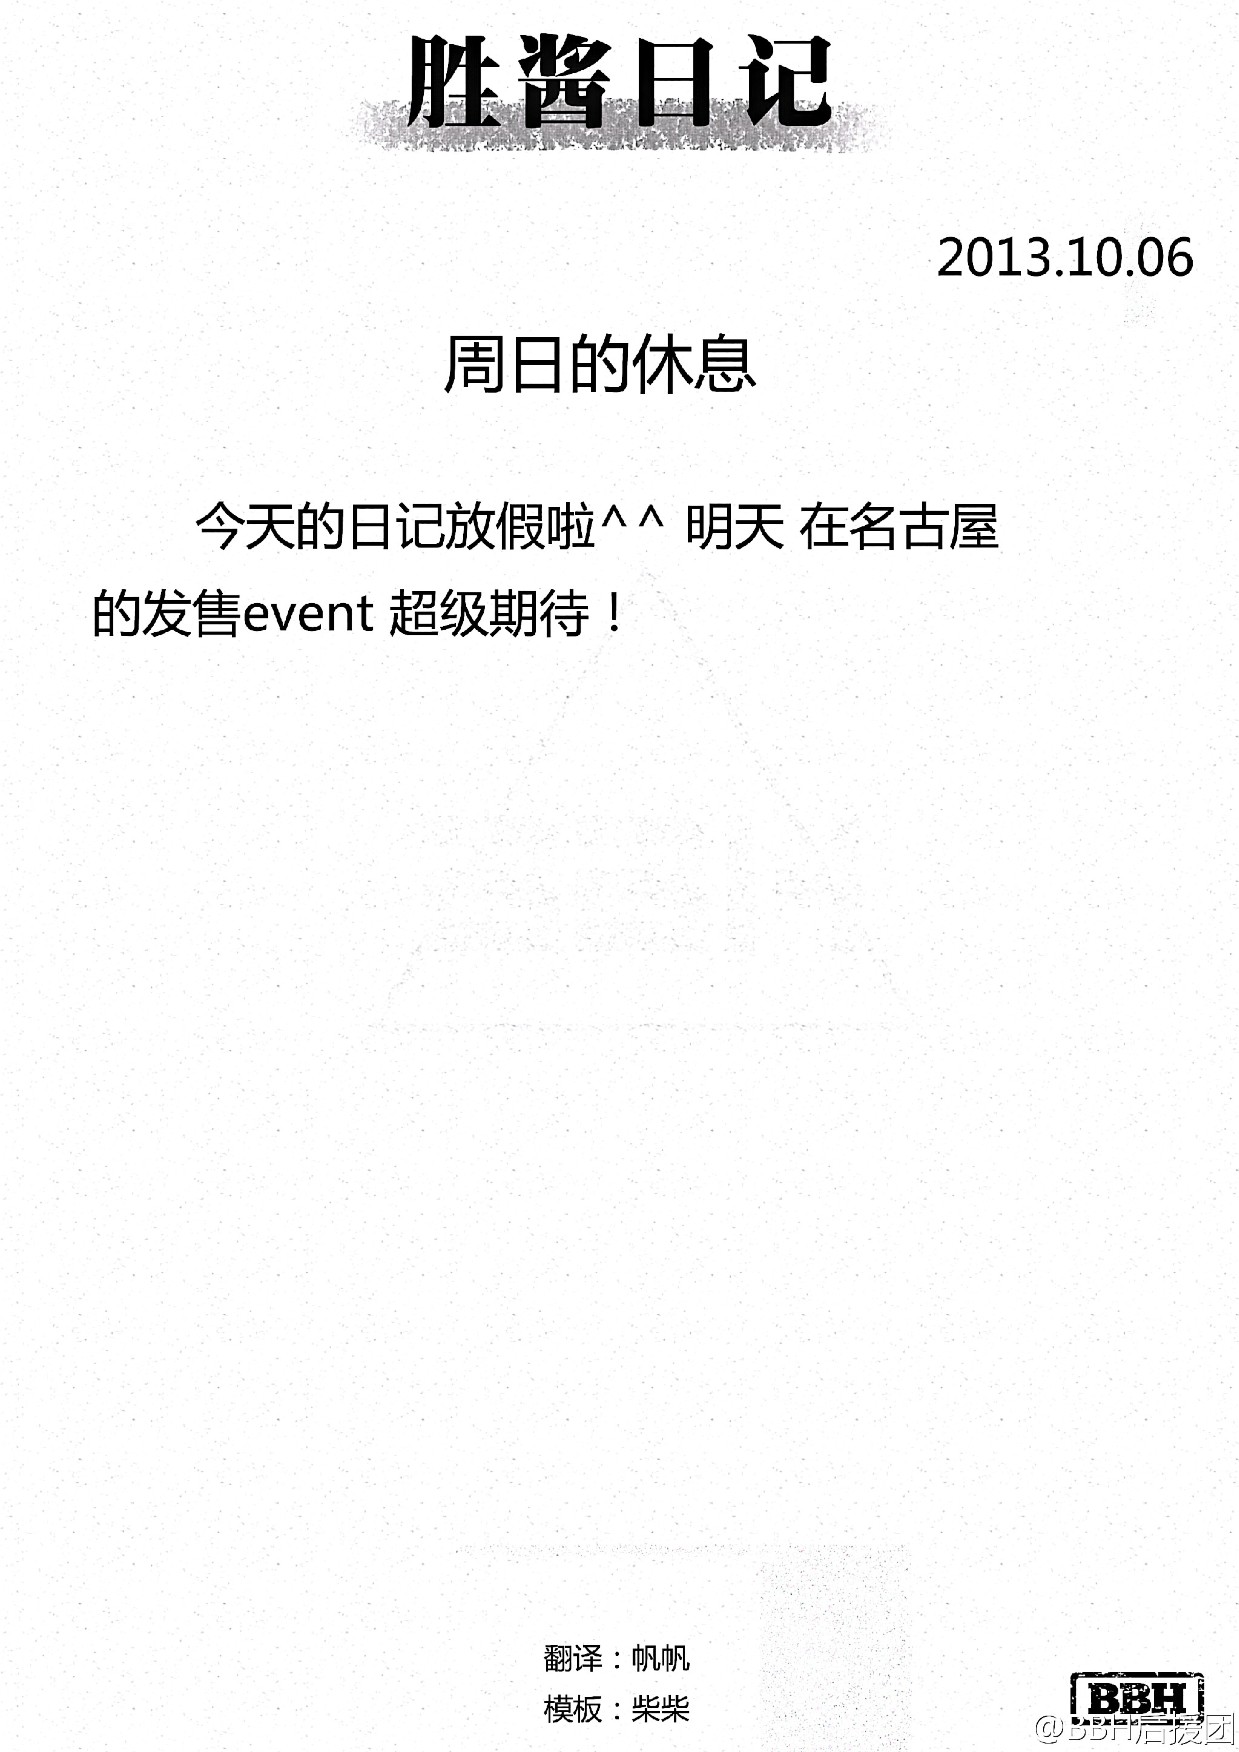 胜酱日记
2013.10.06
周日的休息
今天的日记放假啦^^ 明天 在名古屋
的发售event 超级期待！
翻译：帆帆
模板：柴柴
BBH
@BBH后援团